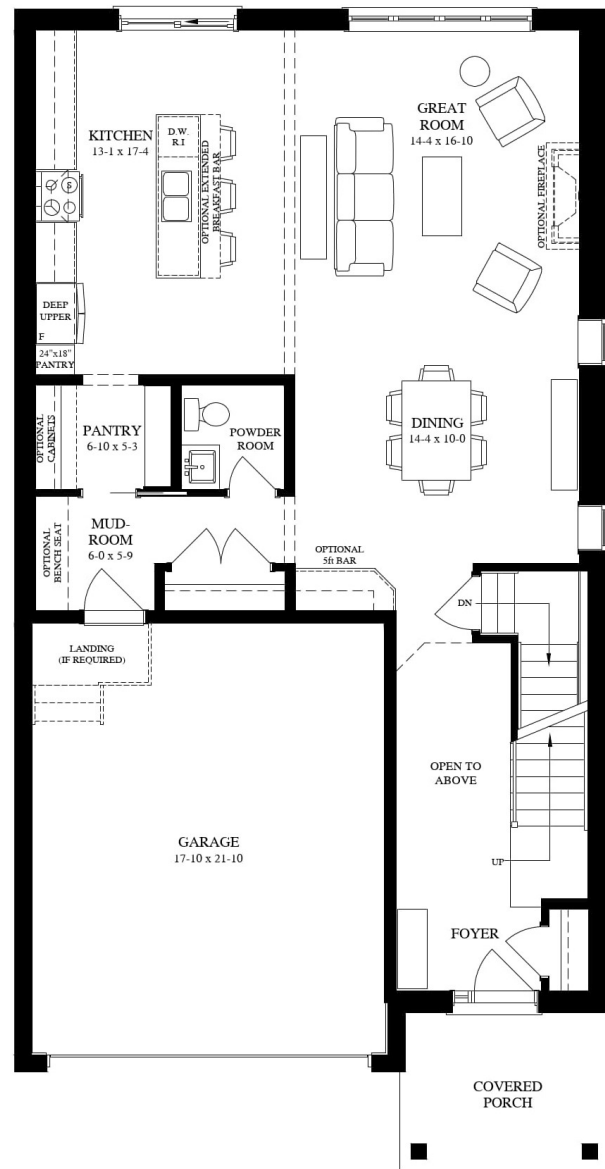 KITCHEN
13-1 x 17-4
D.W.
R.I
OPTIONAL EXTENDED
BREAKFAST BAR
GREAT
ROOM
14-4 x 16-10
OPTIONAL FIREPLACE
S
DEEP
UPPER
F
24"x18"
PANTRY
OPTIONAL
CABINETS
PANTRY
6-10 x 5-3
POWDER
ROOM
DINING
14-4 x 10-0
MUD-
ROOM
6-0 x 5-9
OPTIONAL
BENCH SEAT
OPTIONAL
5ft BAR
DN
LANDING
(IF REQUIRED)
OPEN TO
ABOVE
GARAGE
17-10 x 21-10
UP
FOYER
COVERED
PORCH